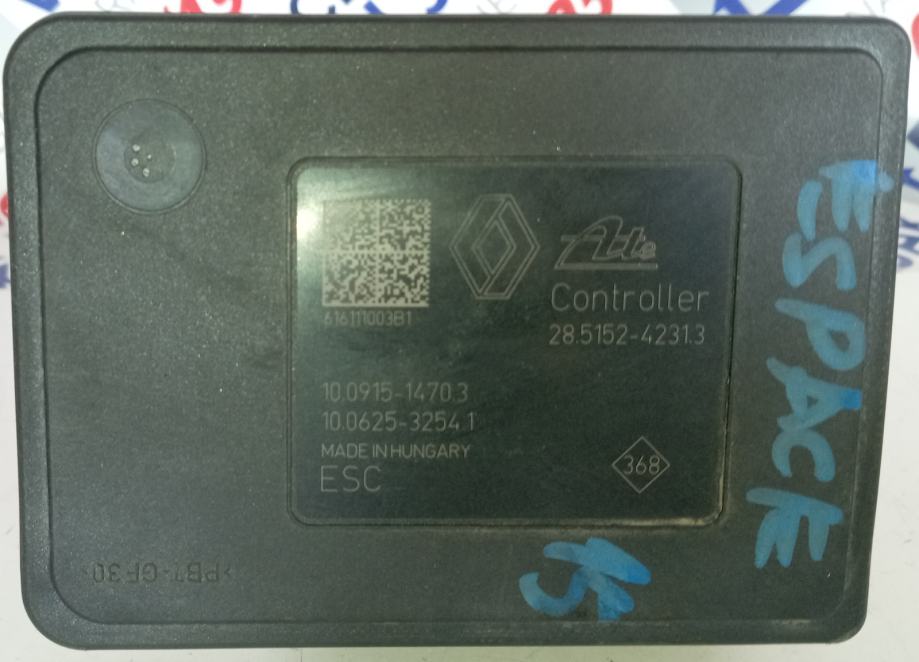 Ate
Controller
28.5152-4231.3
616111003B1
10.0915-1470.3
10.0625-3254.1
MADE IN HUNGARY
ESC
368
ESPACE
>PBT-GF30<